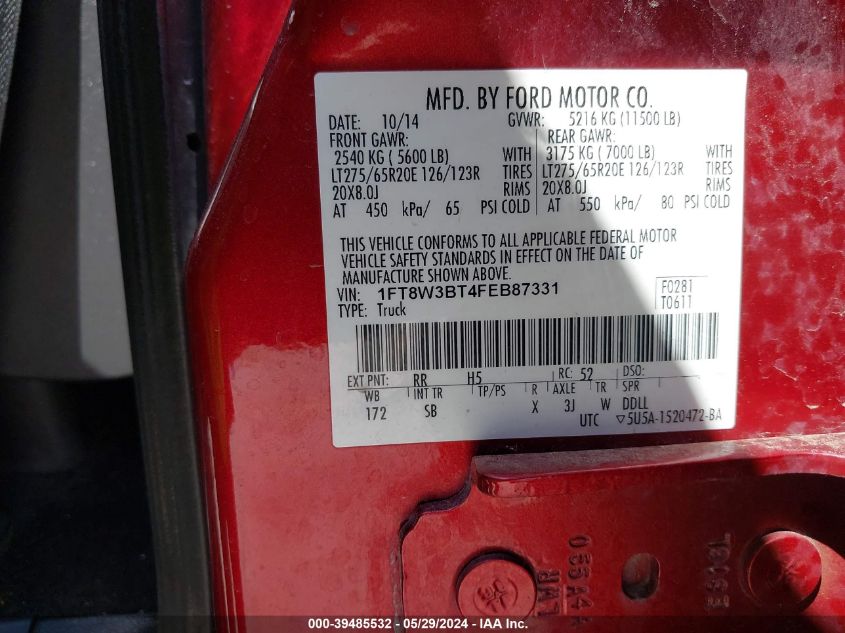 MFD. BY FORD MOTOR CO.
DATE: 10/14 GVWR: 5216 KG (11500 LB)
FRONT GAWR: REAR GAWR:
2540 KG ( 5600 LB) WITH 3175 KG ( 7000 LB) WITH
LT275/65R20E 126/123R TIRES LT275/65R20E 126/123R TIRES
20X8.0J RIMS 20X8.0J RIMS
AT 450 kPa/ 65 PSI COLD AT 550 kPa/ 80 PSI COLD
THIS VEHICLE CONFORMS TO ALL APPLICABLE FEDERAL MOTOR
VEHICLE SAFETY STANDARDS IN EFFECT ON THE DATE OF
MANUFACTURE SHOWN ABOVE.
VIN: 1FT8W3BT4FEB87331 F0281
TYPE: Truck T0611
EXT PNT: RR H5 RC: 52 DSO:
WB INT TR TP/PS R AXLE TR SPR
172 SB X 3J W DDLL
UTC ▽5U5A-1520472-BA
000-39485532 - 05/29/2024 - IAA Inc.